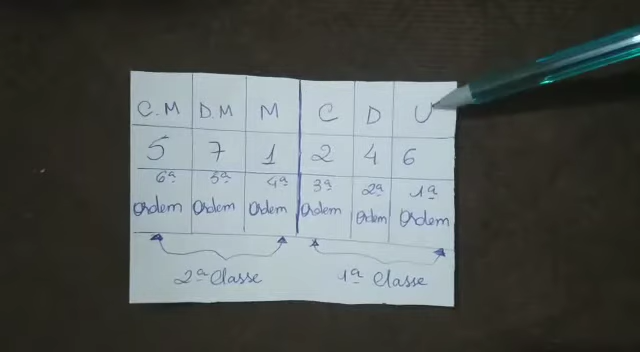 C.M D.M M C D U
5 7 1 2 4 6
6ª 5ª 4ª 3ª 2ª 1ª
Ordem Ordem Ordem Ordem Ordem Ordem
2ª Classe 1ª Classe